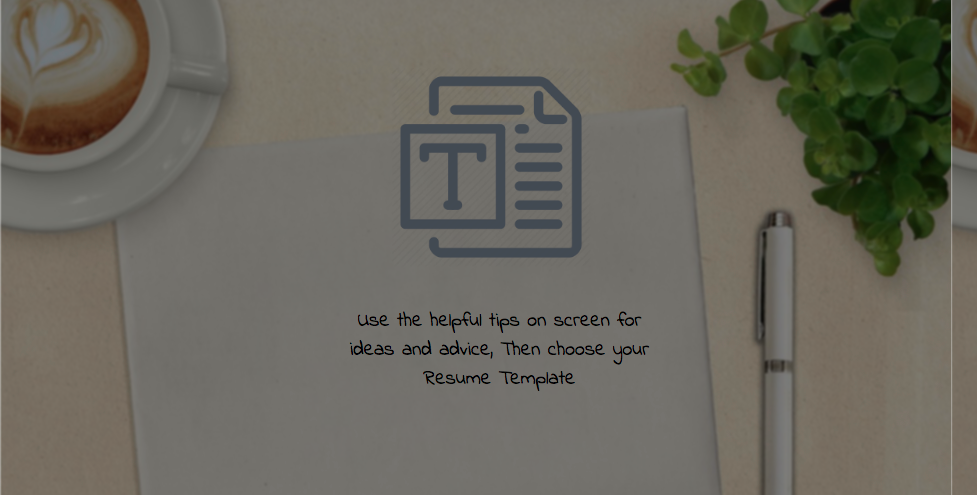 T
Use the helpful tips on screen for
ideas and advice, Then choose your
Resume Template